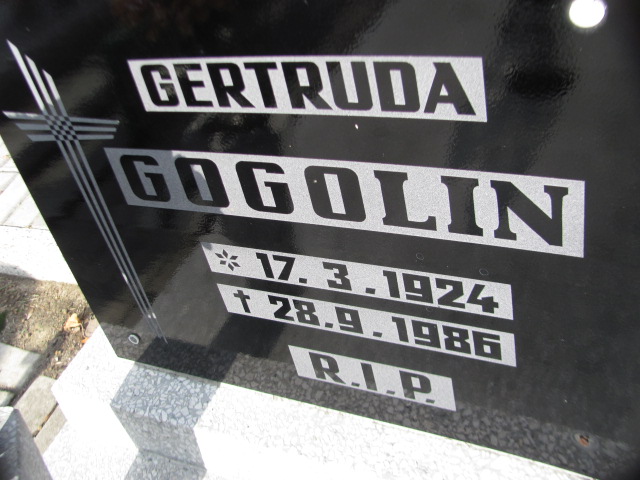 GERTRUDA
GOGOLIN
* 17.3.1924
† 28.9.1986
R.I.P.